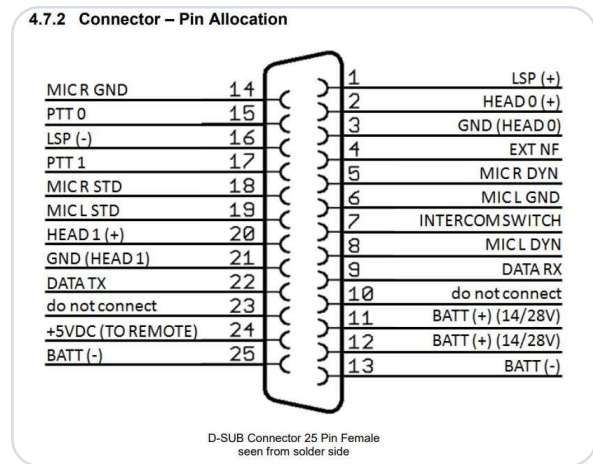 4.7.2 Connector – Pin Allocation
MIC R GND 14
PTT 0 15
LSP (-) 16
PTT 1 17
MIC R STD 18
MIC L STD 19
HEAD 1 (+) 20
GND (HEAD 1) 21
DATA TX 22
do not connect 23
+5VDC (TO REMOTE) 24
BATT (-) 25
1 LSP (+)
2 HEAD 0 (+)
3 GND (HEAD 0)
4 EXT NF
5 MIC R DYN
6 MIC L GND
7 INTERCOM SWITCH
8 MIC L DYN
9 DATA RX
10 do not connect
11 BATT (+) (14/28V)
12 BATT (+) (14/28V)
13 BATT (-)
D-SUB Connector 25 Pin Female
seen from solder side